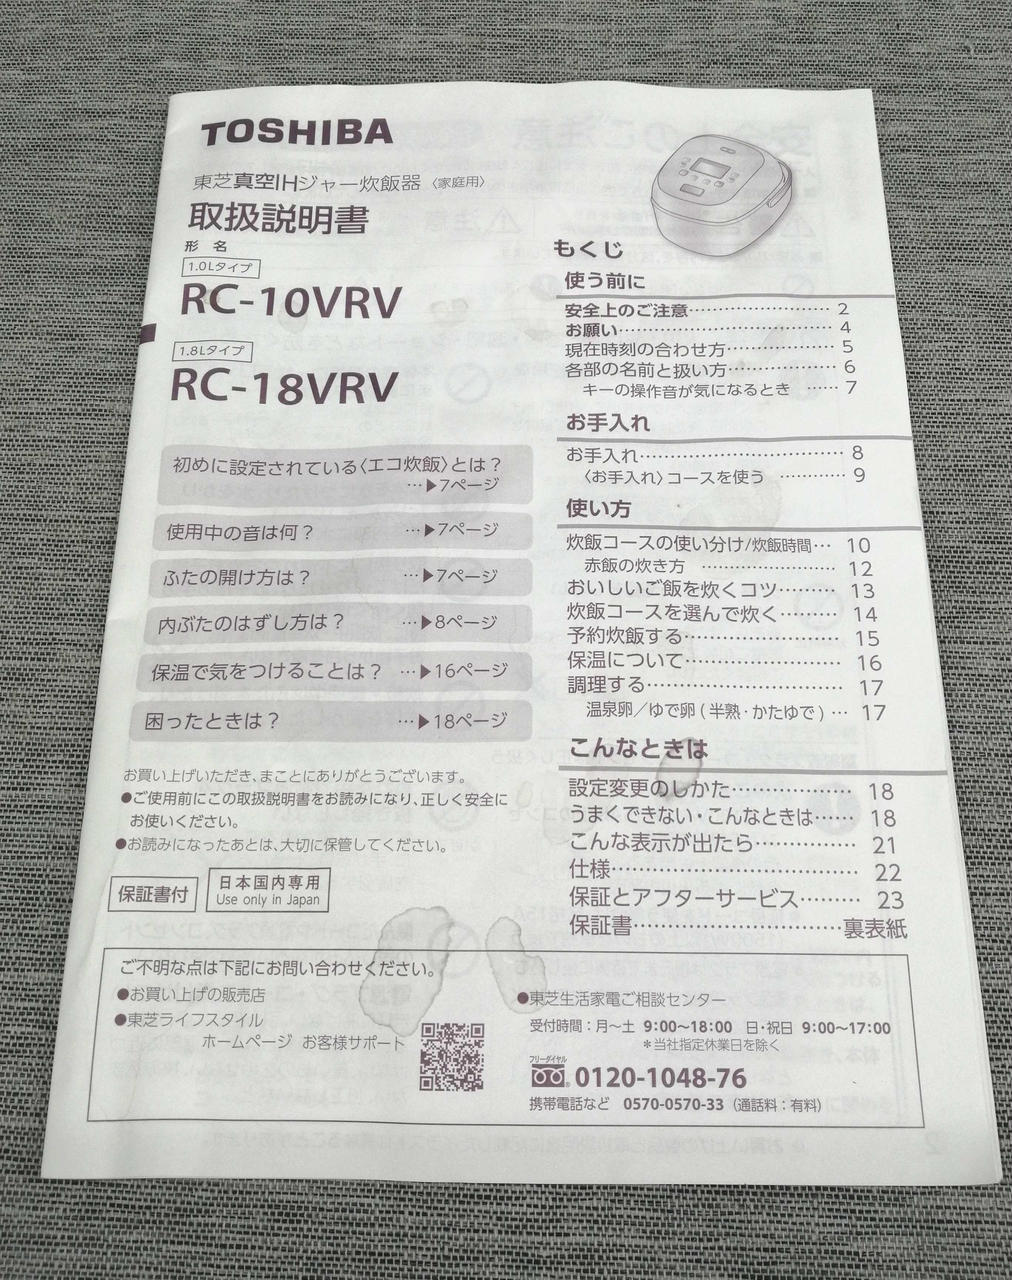 TOSHIBA
東芝真空IHジャー炊飯器〈家庭用〉
取扱説明書
形名
1.0Lタイプ
RC-10VRV
1.8Lタイプ
RC-18VRV
初めに設定されている〈エコ炊飯〉とは？
…▶7ページ
使用中の音は何？ …▶7ページ
ふたの開け方は？ …▶7ページ
内ぶたのはずし方は？ …▶8ページ
保温で気をつけることは？ …▶16ページ
困ったときは？ …▶18ページ
お買い上げいただき、まことにありがとうございます。
●ご使用前にこの取扱説明書をお読みになり、正しく安全に
お使いください。
●お読みになったあとは、大切に保管してください。
保証書付
日本国内専用
Use only in Japan
もくじ
使う前に
安全上のご注意 2
お願い 4
現在時刻の合わせ方 5
各部の名前と扱い方 6
キーの操作音が気になるとき 7
お手入れ
お手入れ 8
〈お手入れ〉コースを使う 9
使い方
炊飯コースの使い分け/炊飯時間 10
赤飯の炊き方 12
おいしいご飯を炊くコツ 13
炊飯コースを選んで炊く 14
予約炊飯する 15
保温について 16
調理する 17
温泉卵／ゆで卵(半熟・かたゆで) 17
こんなときは
設定変更のしかた 18
うまくできない・こんなときは 18
こんな表示が出たら 21
仕様 22
保証とアフターサービス 23
保証書 裏表紙
ご不明な点は下記にお問い合わせください。
●お買い上げの販売店
●東芝ライフスタイル
ホームページ お客様サポート
●東芝生活家電ご相談センター
受付時間：月～土 9:00～18:00 日・祝日 9:00～17:00
＊当社指定休業日を除く
フリーダイヤル
0120-1048-76
携帯電話など 0570-0570-33（通話料：有料）